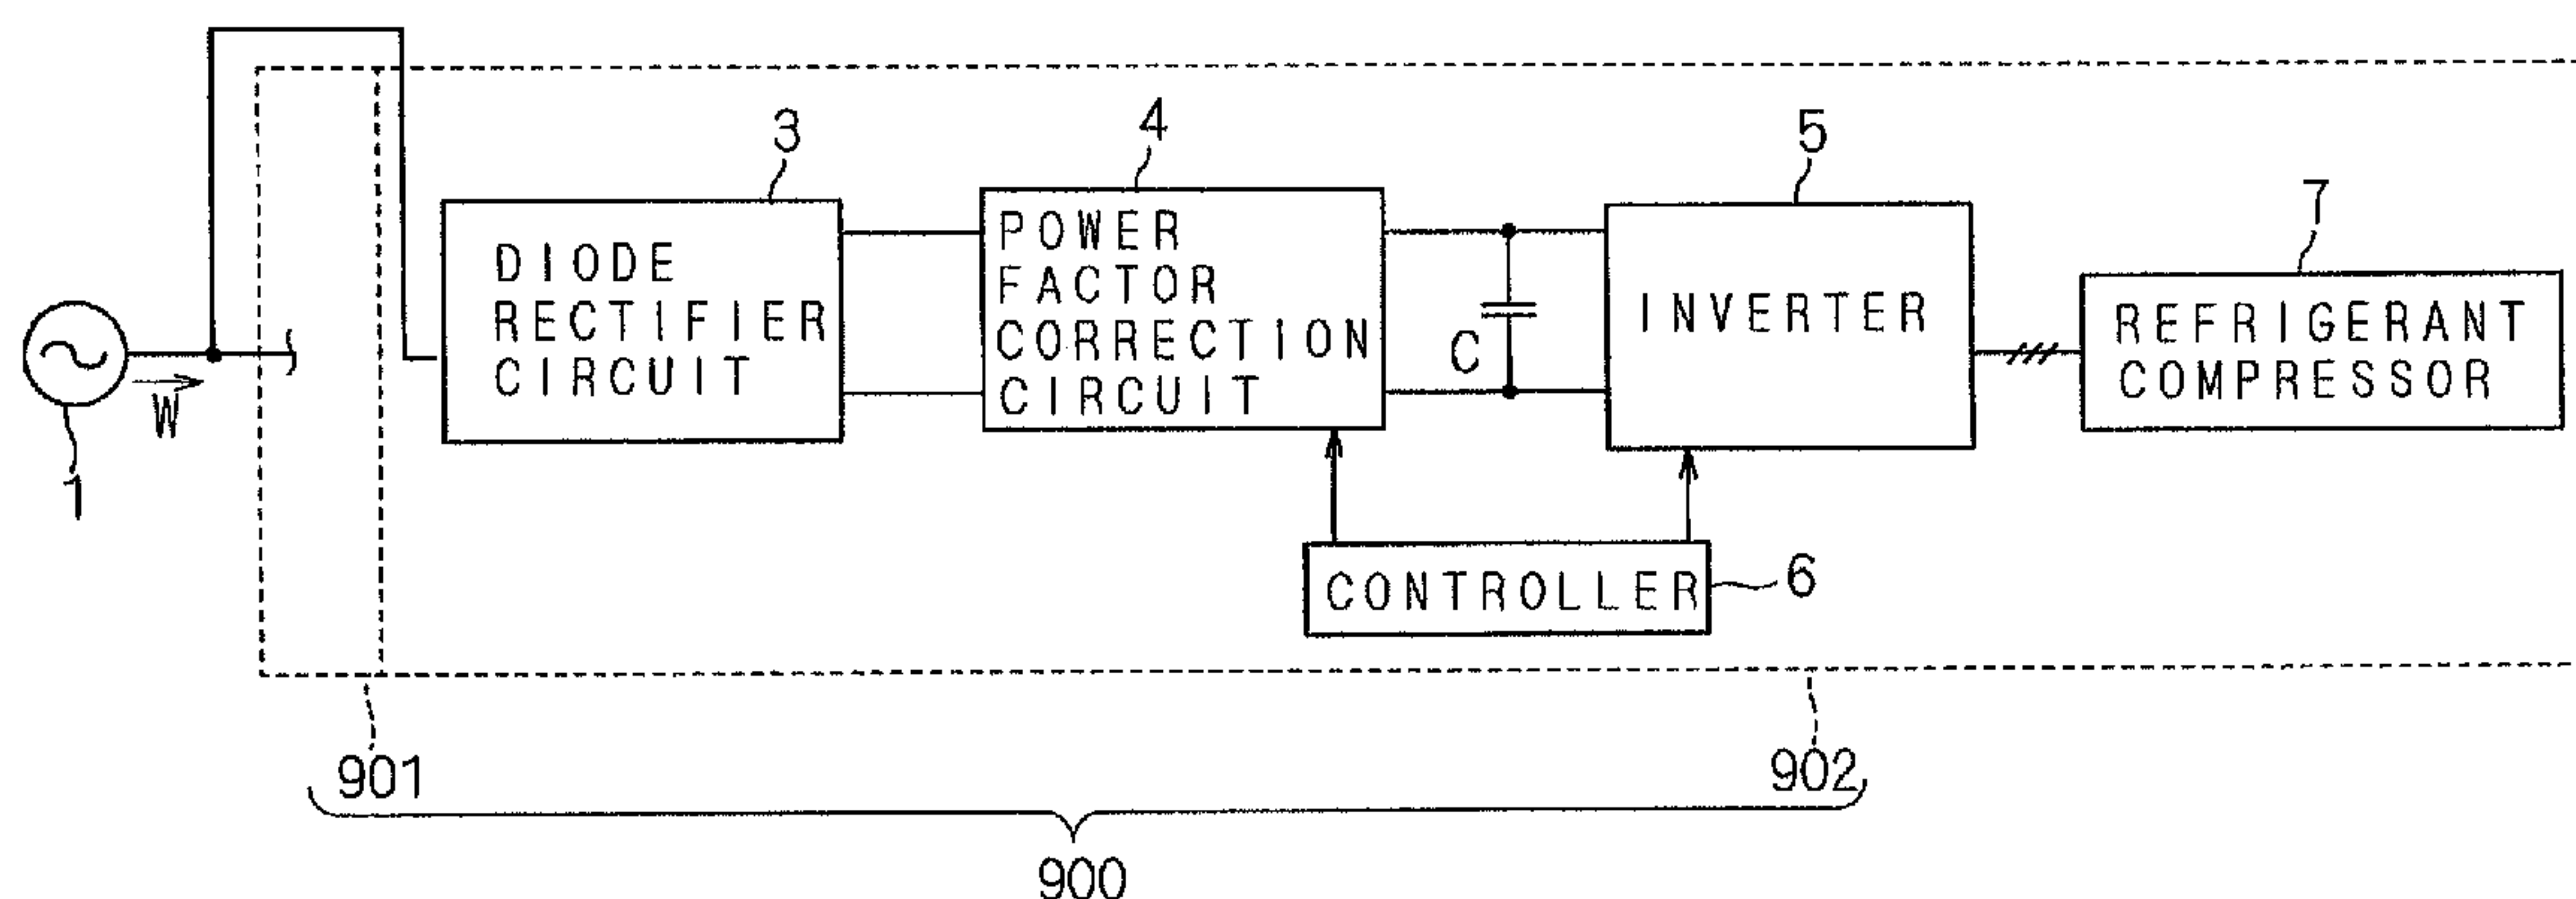 3
4
5
7
DIODE
RECTIFIER
CIRCUIT
POWER
FACTOR
CORRECTION
CIRCUIT
C
INVERTER
REFRIGERANT
COMPRESSOR
W
1
CONTROLLER
6
901
902
900